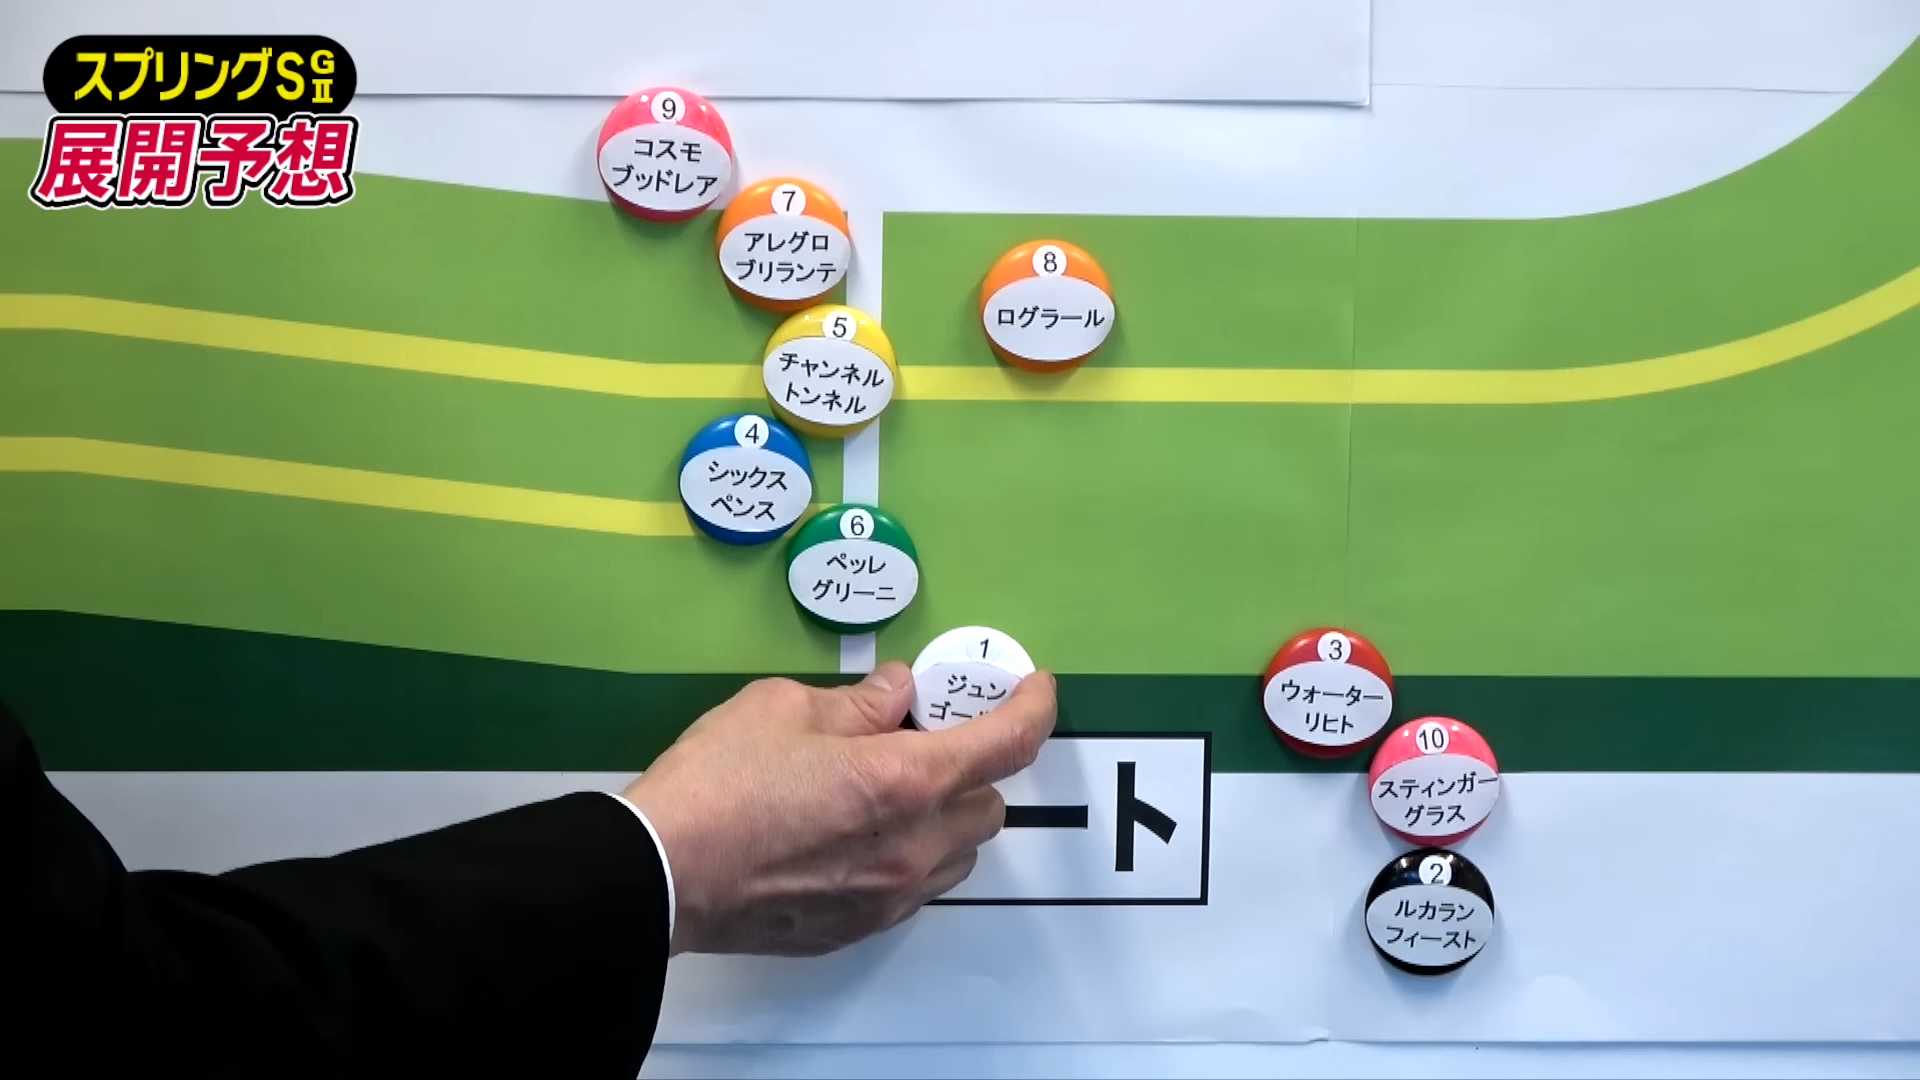 スプリングS GⅡ
展開予想
9
コスモ
ブッドレア
7
アレグロ
ブリランテ
8
ログラール
5
チャンネル
トンネル
4
シックス
ペンス
6
ペッレ
グリーニ
1
ジュン
3
ウォーター
リヒト
10
スティンガー
グラス
2
ルカラン
フィースト
ート